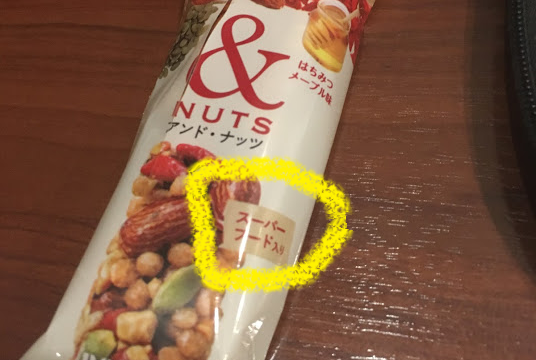 &
NUTS
アンド・ナッツ
はちみつ
メープル味
スーパー
フード入り